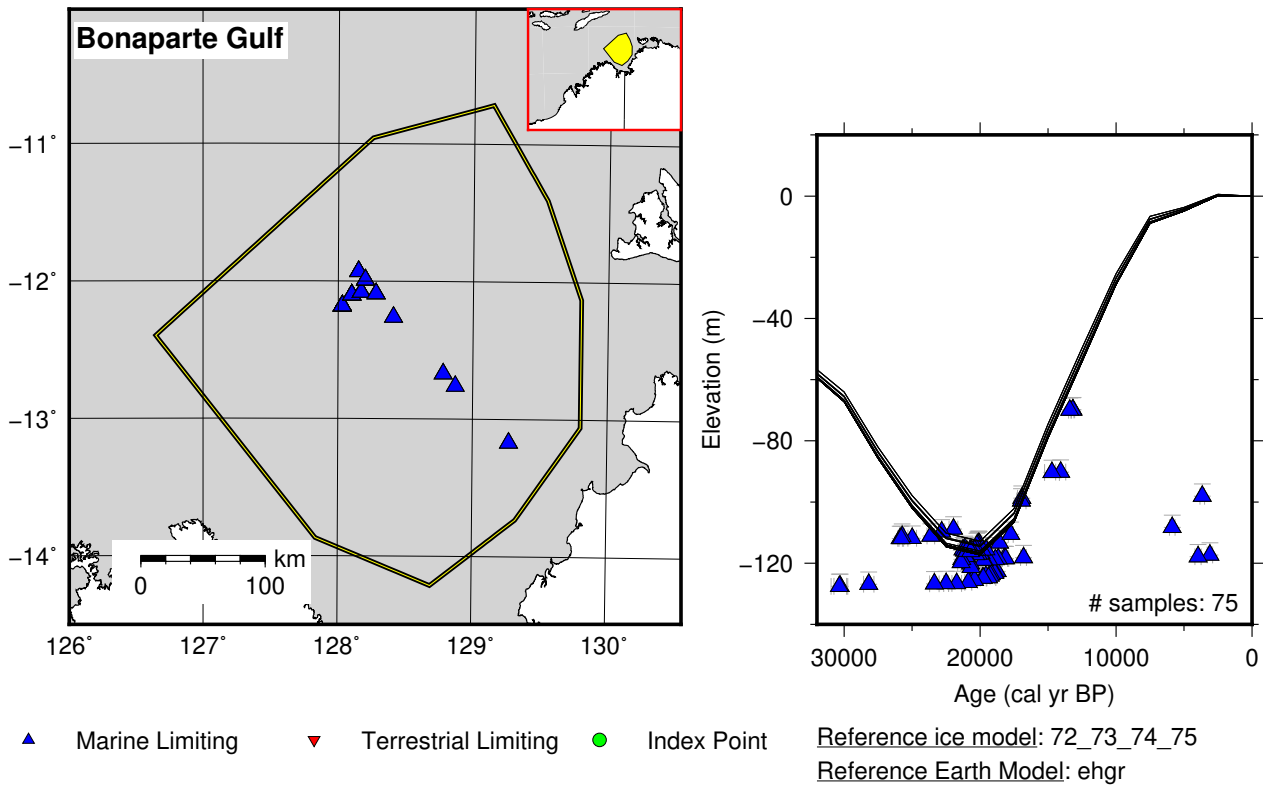 Bonaparte Gulf
−11˚
−12˚
−13˚
−14˚
126˚
127˚
128˚
129˚
130˚
km
0
100
0
−40
−80
−120
Elevation (m)
# samples: 75
30000
20000
10000
0
Age (cal yr BP)
Marine Limiting
Terrestrial Limiting
Index Point
Reference ice model: 72_73_74_75
Reference Earth Model: ehgr